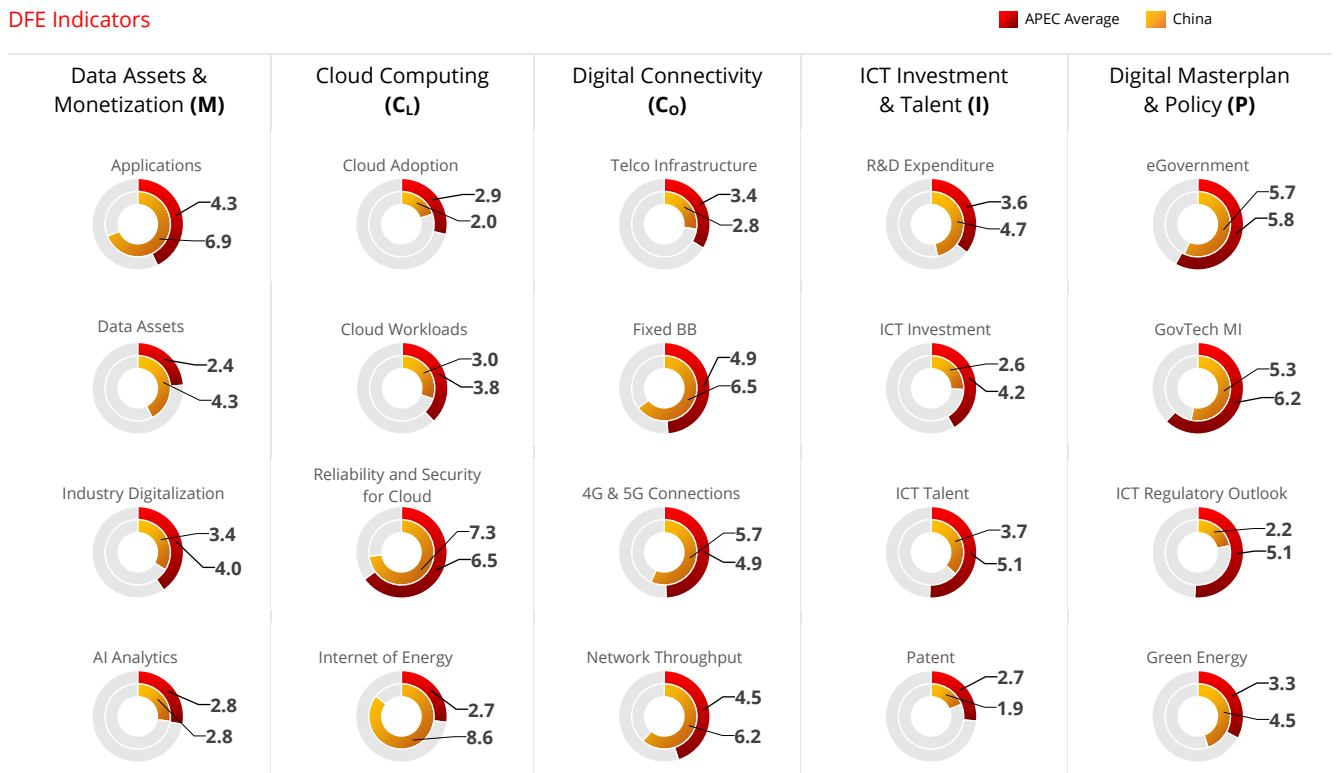 DFE Indicators
APEC Average
China
Data Assets &
Monetization (M)
Applications
4.3
6.9
Data Assets
2.4
4.3
Industry Digitalization
3.4
4.0
AI Analytics
2.8
2.8
Cloud Computing
(CL)
Cloud Adoption
2.9
2.0
Cloud Workloads
3.0
3.8
Reliability and Security
for Cloud
7.3
6.5
Internet of Energy
2.7
8.6
Digital Connectivity
(CO)
Telco Infrastructure
3.4
2.8
Fixed BB
4.9
6.5
4G & 5G Connections
5.7
4.9
Network Throughput
4.5
6.2
ICT Investment
& Talent (I)
R&D Expenditure
3.6
4.7
ICT Investment
2.6
4.2
ICT Talent
3.7
5.1
Patent
2.7
1.9
Digital Masterplan
& Policy (P)
eGovernment
5.7
5.8
GovTech MI
5.3
6.2
ICT Regulatory Outlook
2.2
5.1
Green Energy
3.3
4.5